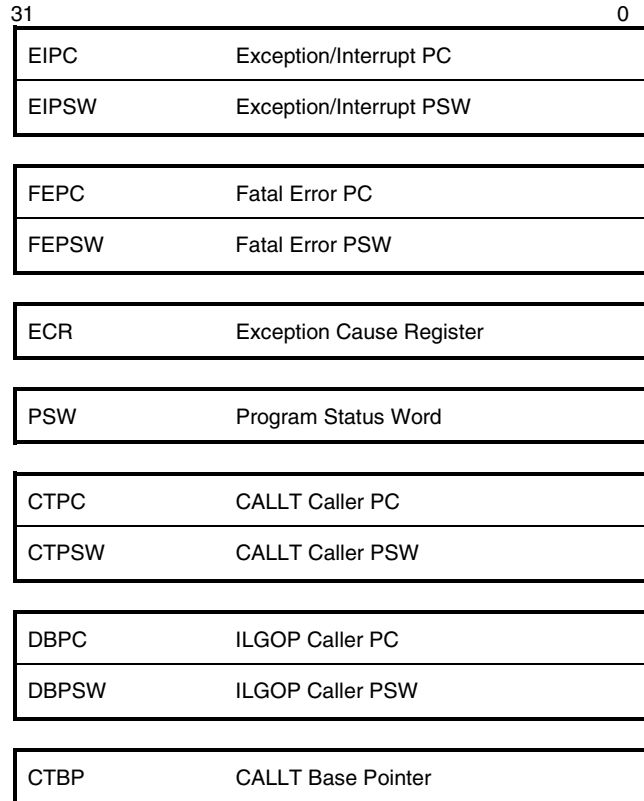 31 0
EIPC Exception/Interrupt PC
EIPSW Exception/Interrupt PSW
FEPC Fatal Error PC
FEPSW Fatal Error PSW
ECR Exception Cause Register
PSW Program Status Word
CTPC CALLT Caller PC
CTPSW CALLT Caller PSW
DBPC ILGOP Caller PC
DBPSW ILGOP Caller PSW
CTBP CALLT Base Pointer